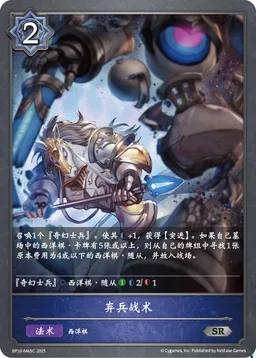 2
召唤1个『奇幻士兵』。使其+1，获得【突进】。如果自己墓
场中的西洋棋·卡牌有5张或以上，则从自己的牌组中寻找1张
原本费用为4或以下的西洋棋·随从，并放入战场。
『奇幻士兵』西洋棋·随从 1 2/ 1
弃兵战术
法术 西洋棋
SR
© Cygames, Inc. Published by NetEase Games